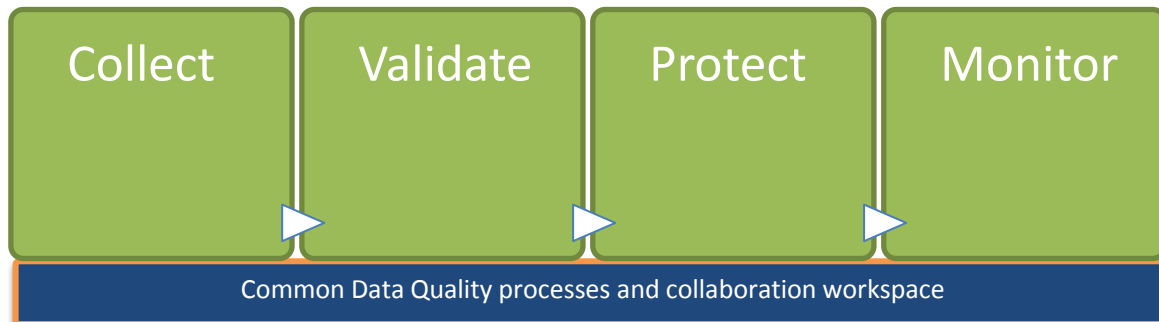 Collect
Validate
Protect
Monitor
Common Data Quality processes and collaboration workspace